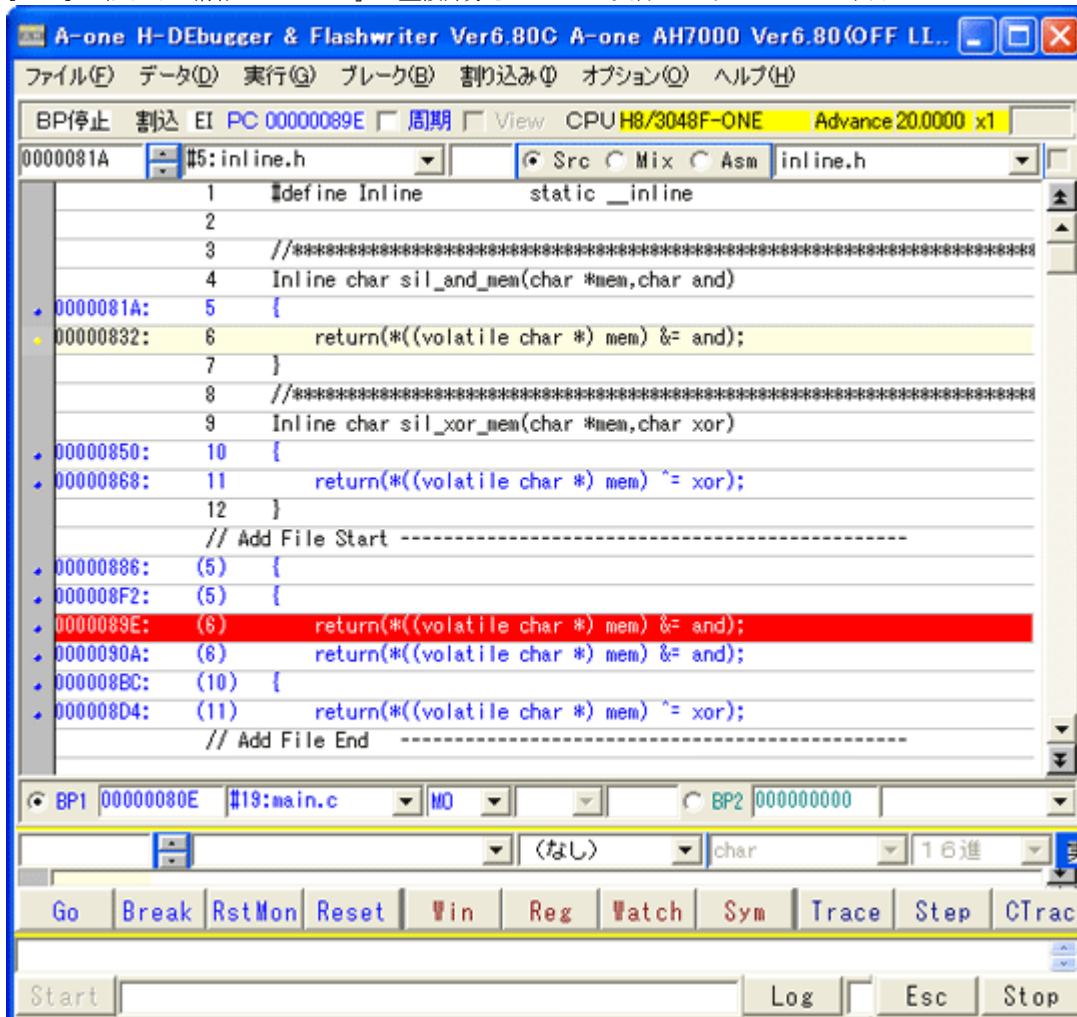 A-one H-DEbugger & Flashwriter Ver6.80C A-one AH7000 Ver6.80(OFF LI..
ファイル(F) データ(D) 実行(G) ブレーク(B) 割り込み(I) オプション(O) ヘルプ(H)
BP停止 割込 EI PC 00000089E 周期 View CPU H8/3048F-ONE Advance 20.0000 x1
0000081A #5:inline.h Src Mix Asm inline.h
1 #define Inline static __inline
2
3 //**********************************************************************
4 Inline char sil_and_mem(char *mem,char and)
0000081A: 5 {
00000832: 6 return(*((volatile char *) mem) &= and);
7 }
8 //**********************************************************************
9 Inline char sil_xor_mem(char *mem,char xor)
00000850: 10 {
00000868: 11 return(*((volatile char *) mem) ^= xor);
12 }
// Add File Start -----------------------------------------------
00000886: (5) {
000008F2: (5) {
0000089E: (6) return(*((volatile char *) mem) &= and);
0000090A: (6) return(*((volatile char *) mem) &= and);
000008BC: (10) {
000008D4: (11) return(*((volatile char *) mem) ^= xor);
// Add File End -----------------------------------------------
BP1 00000080E #19:main.c MO BP2 000000000
(なし) char 16進
Go Break RstMon Reset Win Reg Watch Sym Trace Step CTrac
Start Log Esc Stop